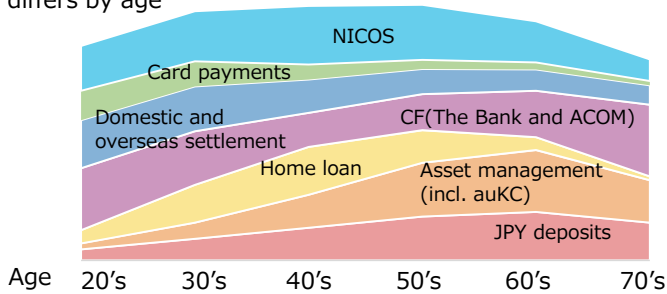 differs by age
NICOS
Card payments
Domestic and
overseas settlement
CF(The Bank and ACOM)
Home loan
Asset management
(incl. auKC)
JPY deposits
Age 20’s 30’s 40’s 50’s 60’s 70’s